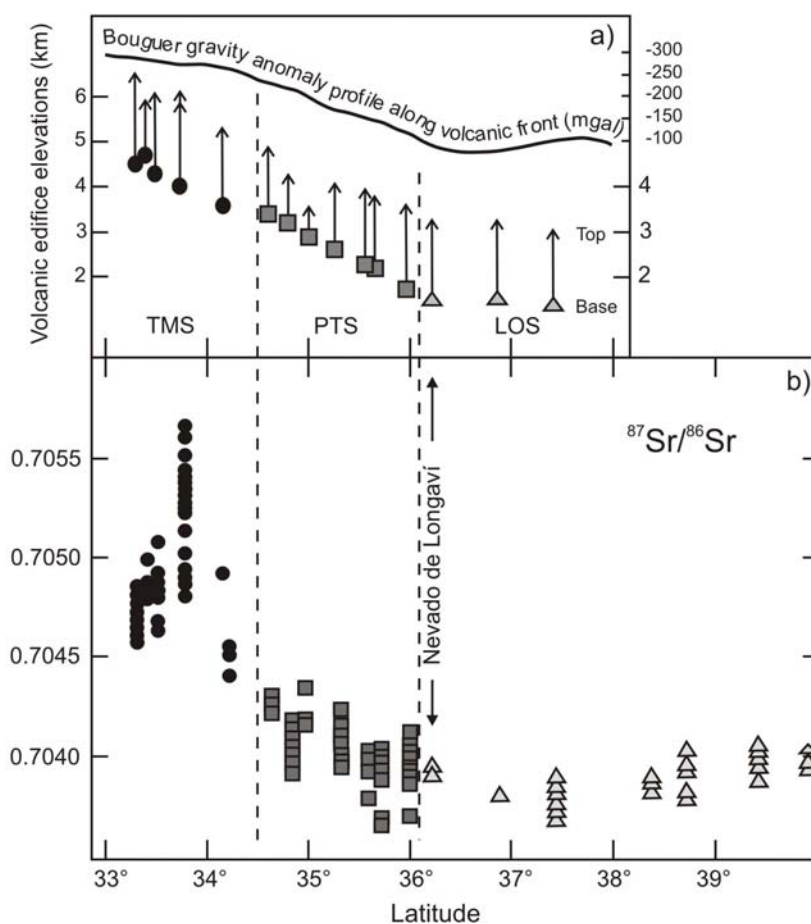 a)
Bouguer gravity anomaly profile along volcanic front (mgal)
Volcanic edifice elevations (km)
6
5
4
3
2
-300
-250
-200
-150
-100
4
3
2
Top
Base
TMS
PTS
LOS
b)
87Sr/86Sr
Nevado de Longaví
0.7055
0.7050
0.7045
0.7040
33°
34°
35°
36°
37°
38°
39°
Latitude